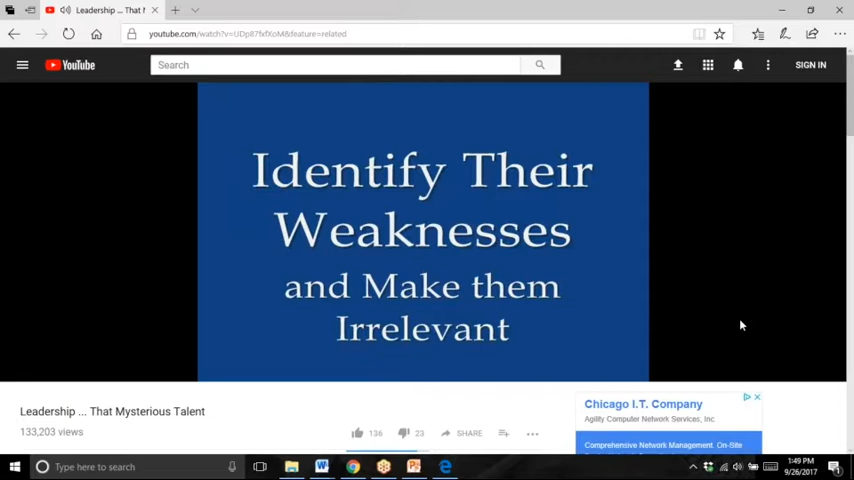 Leadership ... That M
youtube.com/watch?v=UDp87fxfXoM&feature=related
YouTube
Search
SIGN IN
Identify Their
Weaknesses
and Make them
Irrelevant
Leadership ... That Mysterious Talent
133,203 views
136
23
SHARE
Chicago I.T. Company
Agility Computer Network Services, Inc.
Comprehensive Network Management. On-Site
Type here to search
1:49 PM
9/26/2017